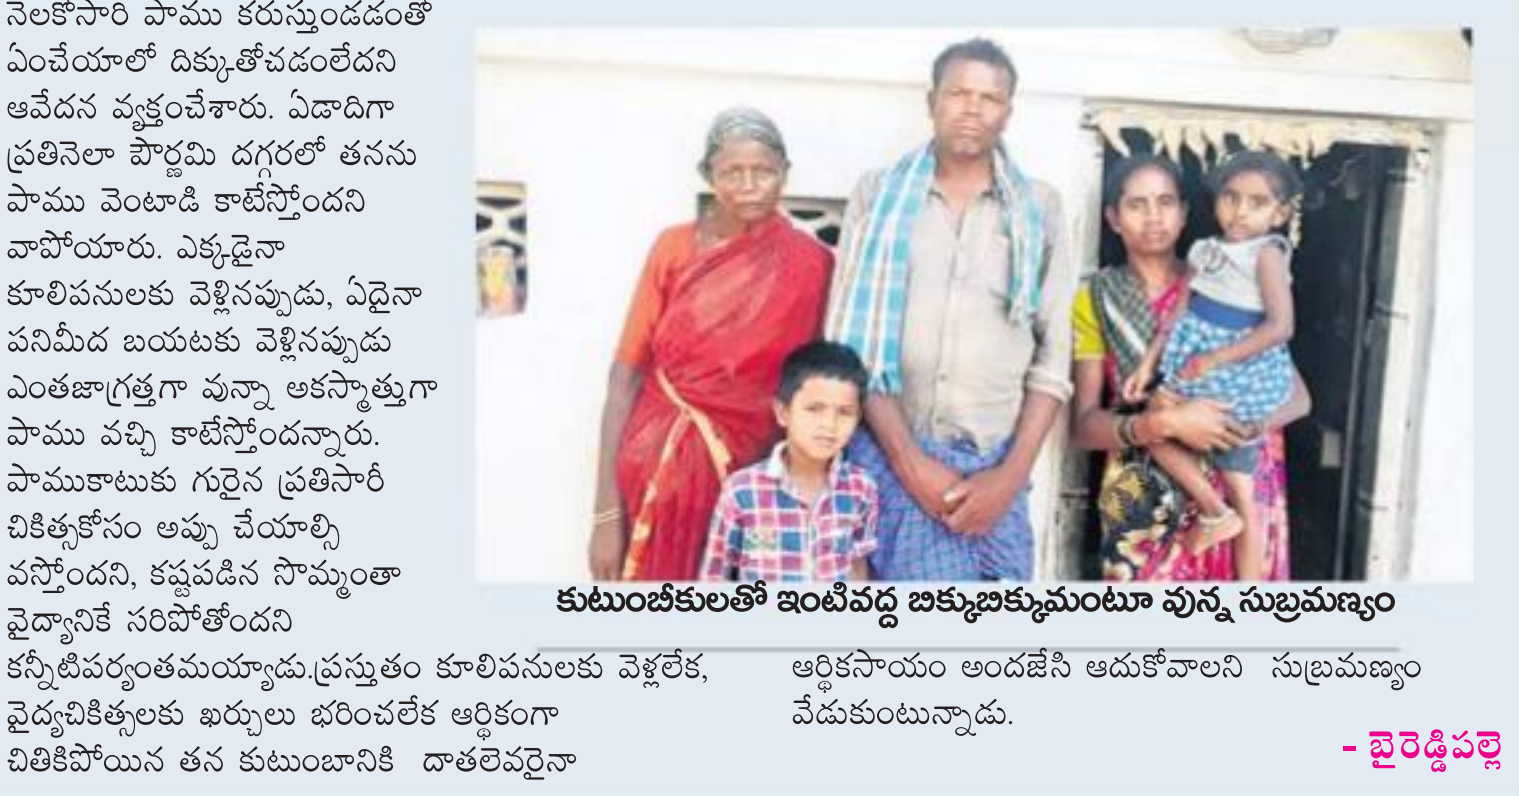 నెలకోసారి పాము కరుస్తుండడంతో
ఏంచేయాలో దిక్కుతోచడంలేదని
ఆవేదన వ్యక్తంచేశారు. ఏడాదిగా
ప్రతినెలా పౌర్ణమి దగ్గరలో తనను
పాము వెంటాడి కాటేస్తోందని
వాపోయారు. ఎక్కడైనా
కూలిపనులకు వెళ్లినప్పుడు, ఏదైనా
పనిమీద బయటకు వెళ్లినప్పుడు
ఎంతజాగ్రత్తగా వున్నా అకస్మాత్తుగా
పాము వచ్చి కాటేస్తోందన్నారు.
పాముకాటుకు గురైన ప్రతిసారీ
చికిత్సకోసం అప్పు చేయాల్సి
వస్తోందని, కష్టపడిన సొమ్మంతా
వైద్యానికే సరిపోతోందని
కన్నీటిపర్యంతమయ్యాడు.ప్రస్తుతం కూలిపనులకు వెళ్లలేక,
వైద్యచికిత్సలకు ఖర్చులు భరించలేక ఆర్థికంగా
చితికిపోయిన తన కుటుంబానికి దాతలెవరైనా
కుటుంబీకులతో ఇంటివద్ద బిక్కుబిక్కుమంటూ వున్న సుబ్రమణ్యం
ఆర్థికసాయం అందజేసి ఆదుకోవాలని సుబ్రమణ్యం
వేడుకుంటున్నాడు.
- బైరెడ్డిపల్లె